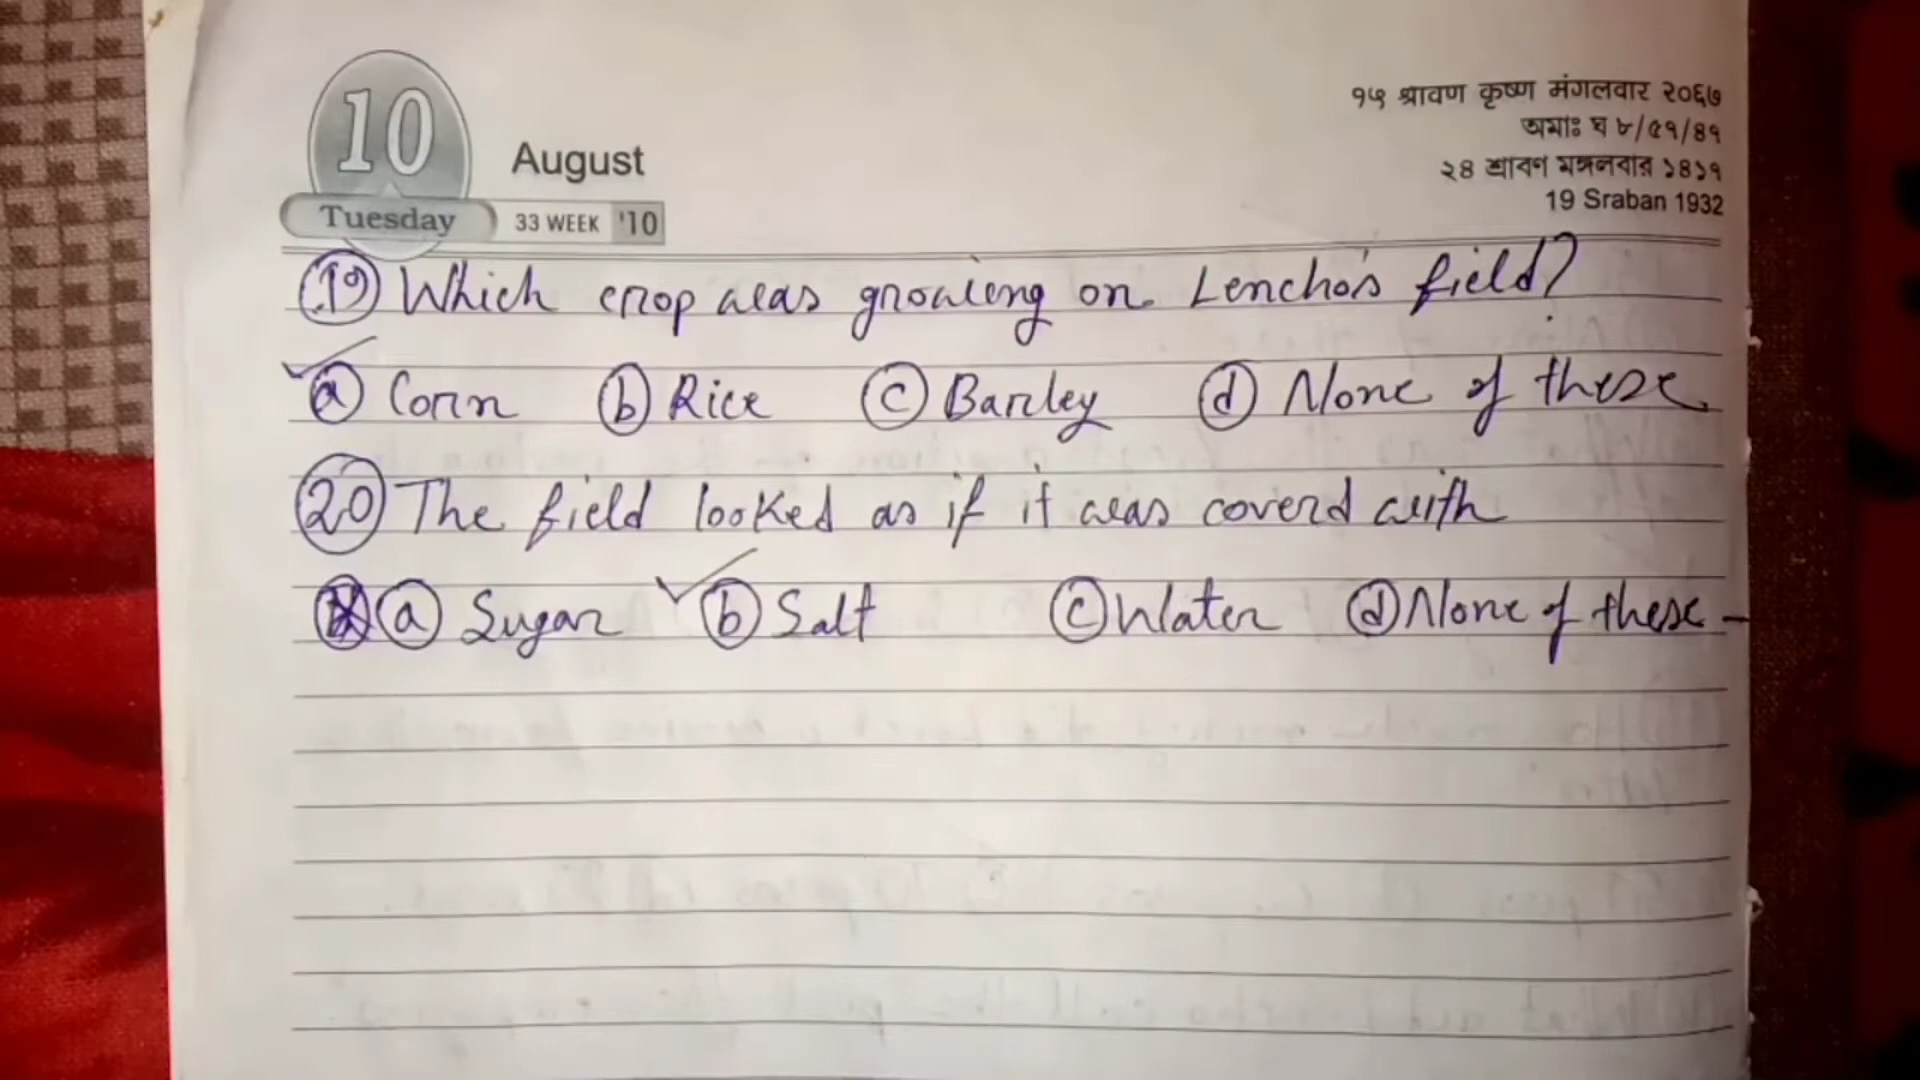 10
August
Tuesday
33 WEEK '10
१५ श्रावण कृष्ण मंगलवार २०६७
অমাঃ ঘ ৮/৫৭/৪৭
২৪ শ্রাবণ মঙ্গলবার ১৪১৭
19 Sraban 1932
19 Which crop was growing on Lencho's field?
a Corn b Rice c Barley d None of these
20 The field looked as if it was coverd with
a Sugar b Salt c Water d None of these -